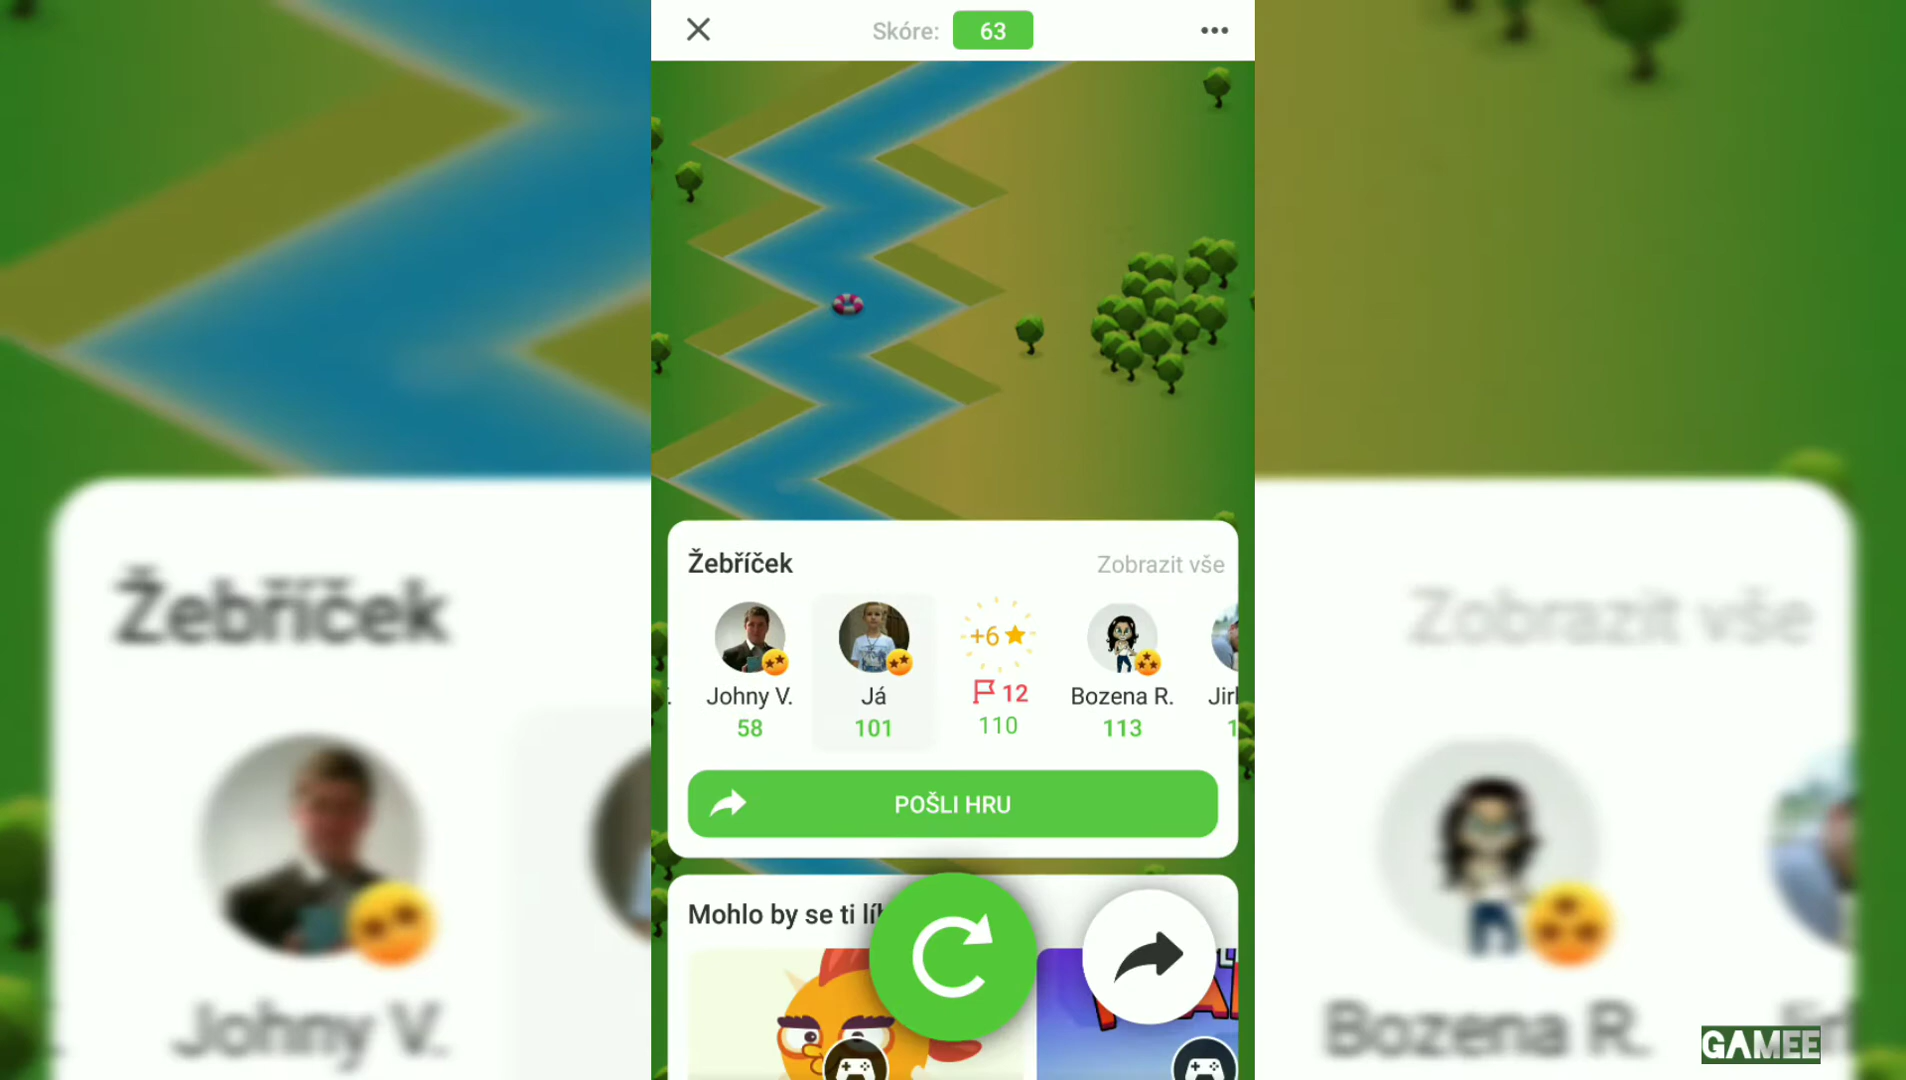 Skóre: 63
Žebříček Zobrazit vše
+6
Johny V. Já 12 Bozena R.
58 101 110 113
POŠLI HRU
Mohlo by se ti
Žebříček
Zobrazit vše
Johny V.
Bozena R.
GAMEE